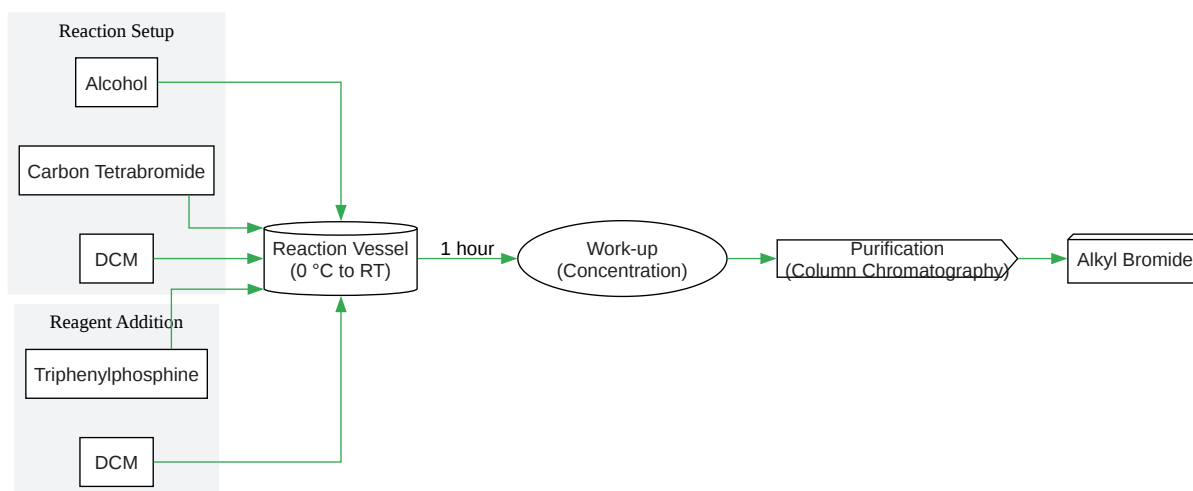 Reaction Setup
Alcohol
Carbon Tetrabromide
DCM
Reagent Addition
Triphenylphosphine
DCM
Reaction Vessel
(0 °C to RT)
1 hour
Work-up
(Concentration)
Purification
(Column Chromatography)
Alkyl Bromide